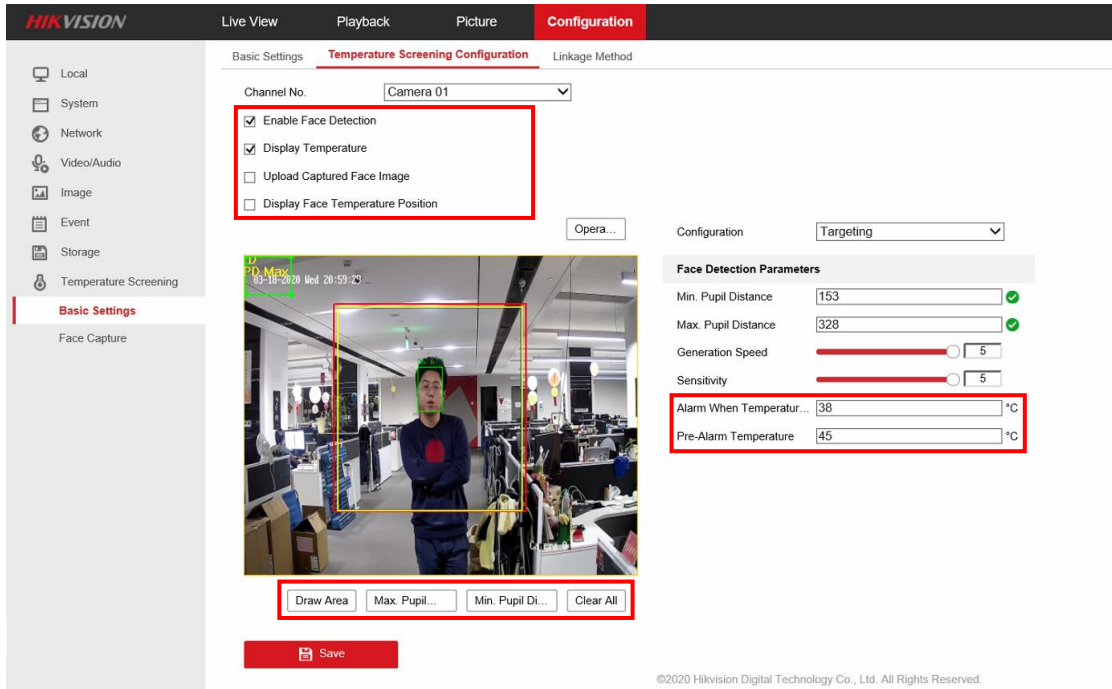 HIKVISION
Live View
Playback
Picture
Configuration
Basic Settings
Temperature Screening Configuration
Linkage Method
Local
System
Network
Video/Audio
Image
Event
Storage
Temperature Screening
Basic Settings
Face Capture
Channel No.
Camera 01
Enable Face Detection
Display Temperature
Upload Captured Face Image
Display Face Temperature Position
Opera...
PD Max
03-18-2020 Wed 20:59:29
Draw Area
Max. Pupil...
Min. Pupil Di...
Clear All
Save
Configuration
Targeting
Face Detection Parameters
Min. Pupil Distance
153
Max. Pupil Distance
328
Generation Speed
5
Sensitivity
5
Alarm When Temperatur...
38
°C
Pre-Alarm Temperature
45
°C
©2020 Hikvision Digital Technology Co., Ltd. All Rights Reserved.